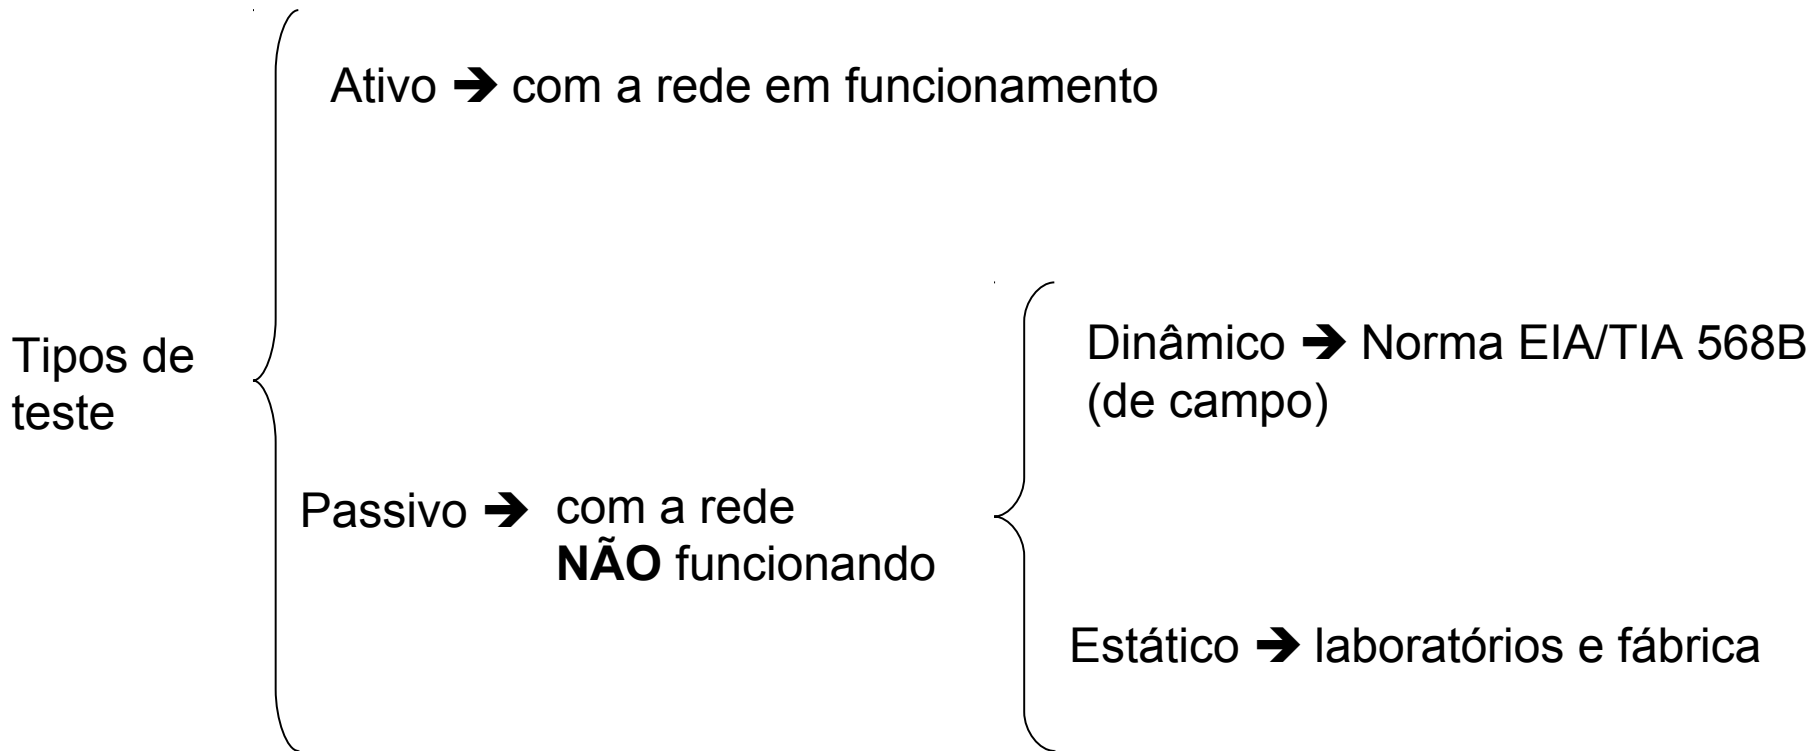 Ativo ➔ com a rede em funcionamento
Tipos de
teste
Dinâmico ➔ Norma EIA/TIA 568B
(de campo)
Passivo ➔ com a rede
NÃO funcionando
Estático ➔ laboratórios e fábrica